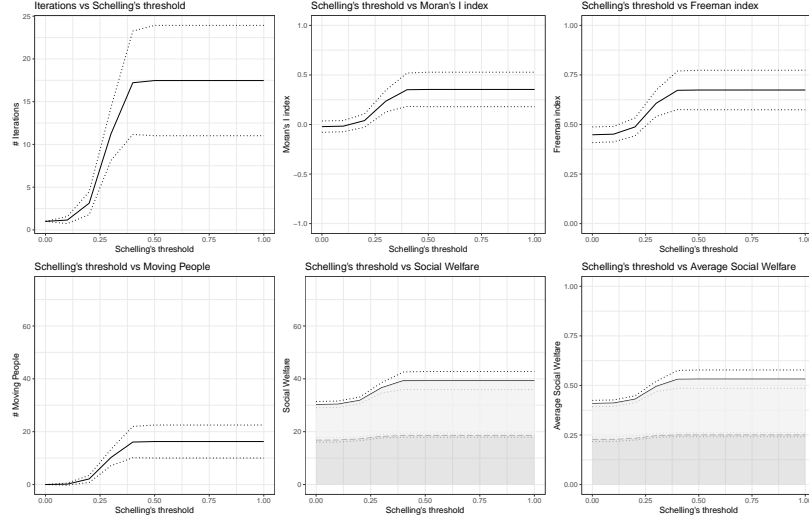 Iterations vs Schelling's threshold
25
20
15
10
5
0
# Iterations
0.00 0.25 0.50 0.75 1.00
Schelling's threshold
Schelling's threshold vs Moran's I index
1.0
0.5
0.0
−0.5
−1.0
Moran's I index
0.00 0.25 0.50 0.75 1.00
Schelling's threshold
Schelling's threshold vs Freeman index
1.00
0.75
0.50
0.25
0.00
Freeman index
0.00 0.25 0.50 0.75 1.00
Schelling's threshold
Schelling's threshold vs Moving People
60
40
20
0
# Moving People
0.00 0.25 0.50 0.75 1.00
Schelling's threshold
Schelling's threshold vs Social Welfare
60
40
20
0
Social Welfare
0.00 0.25 0.50 0.75 1.00
Schelling's threshold
Schelling's threshold vs Average Social Welfare
1.00
0.75
0.50
0.25
0.00
Average Social Welfare
0.00 0.25 0.50 0.75 1.00
Schelling's threshold